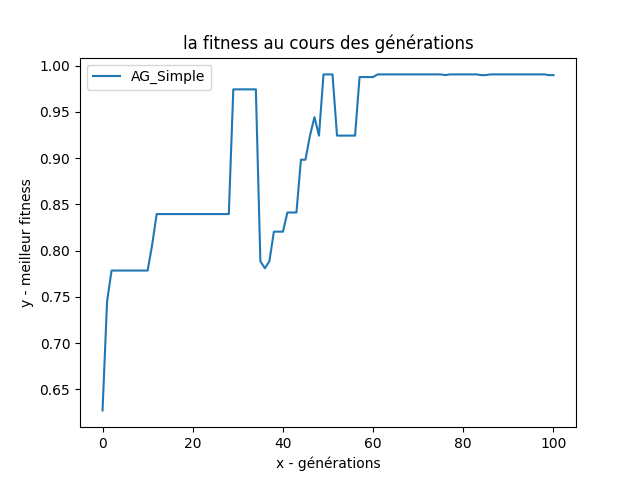 la fitness au cours des générations
AG_Simple
y - meilleur fitness
1.00
0.95
0.90
0.85
0.80
0.75
0.70
0.65
0 20 40 60 80 100
x - générations